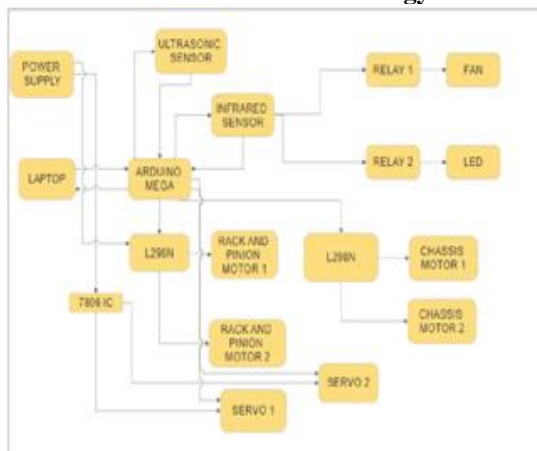 POWER
SUPPLY
ULTRASONIC
SENSOR
RELAY 1
FAN
INFRARED
SENSOR
LAPTOP
ARDUINO
MEGA
RELAY 2
LED
L298N
RACK AND
PINION
MOTOR 1
L298N
CHASSIS
MOTOR 1
7806 IC
RACK AND
PINION
MOTOR 2
CHASSIS
MOTOR 2
SERVO 2
SERVO 1